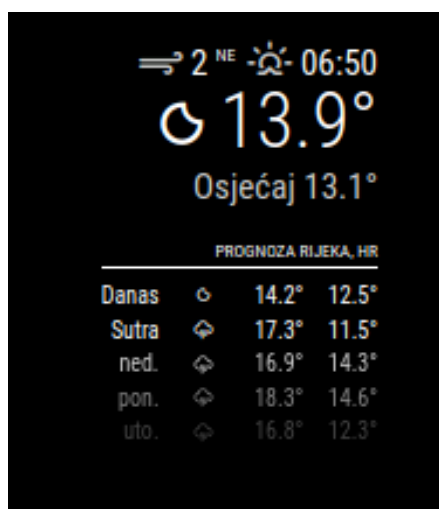 2 NE 06:50
13.9°
Osjećaj 13.1°
PROGNOZA RIJEKA, HR
Danas 14.2° 12.5°
Sutra 17.3° 11.5°
ned. 16.9° 14.3°
pon. 18.3° 14.6°
uto. 16.8° 12.3°